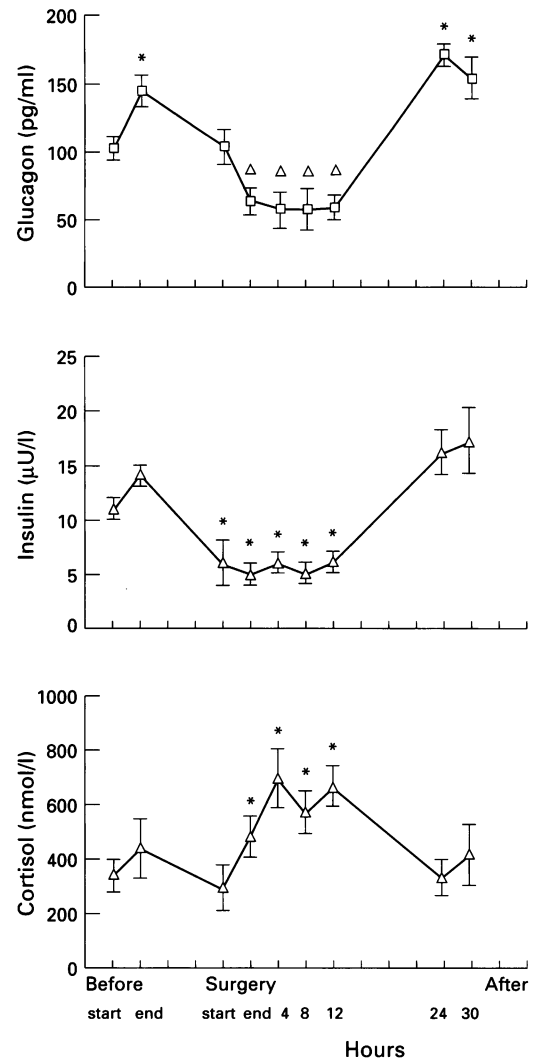 200
150
100
50
0
Glucagon (pg/ml)
*
*
*
25
20
15
10
5
0
Insulin (μU/l)
* * * * *
1000
800
600
400
200
0
Cortisol (nmol/l)
* * * *
Before Surgery After
start end start end 4 8 12 24 30
Hours